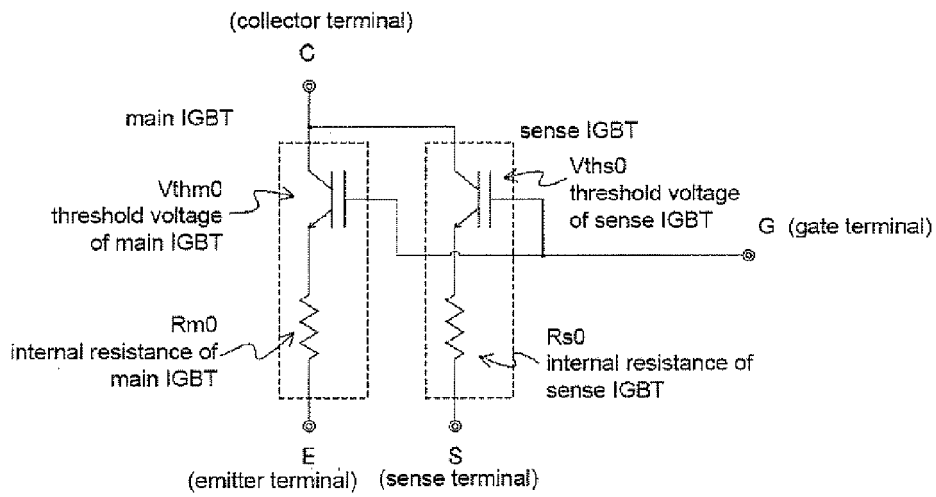 (collector terminal)
C
main IGBT
sense IGBT
Vthm0
threshold voltage
of main IGBT
Vths0
threshold voltage
of sense IGBT
G (gate terminal)
Rm0
internal resistance of
main IGBT
Rs0
internal resistance of
sense IGBT
E
(emitter terminal)
S
(sense terminal)